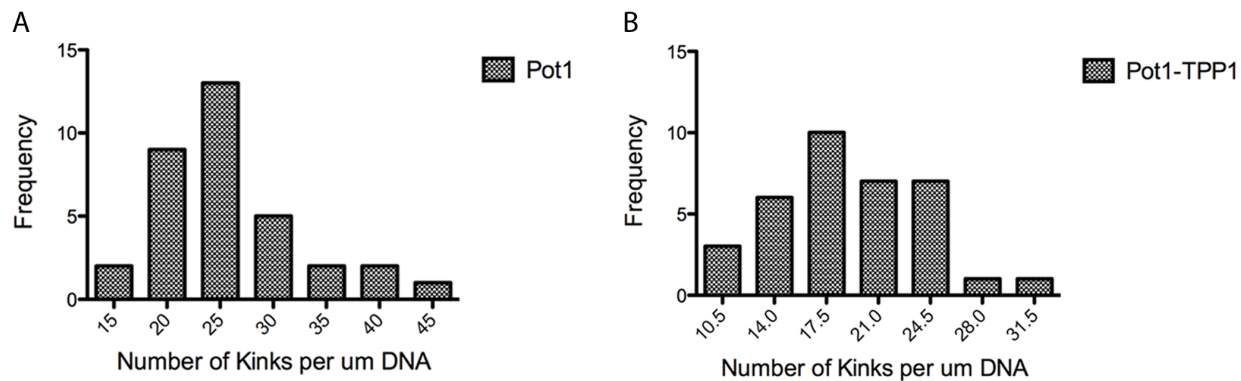 A
Frequency
15
10
5
0
15 20 25 30 35 40 45
Number of Kinks per um DNA
Pot1
B
Frequency
15
10
5
0
10.5 14.0 17.5 21.0 24.5 28.0 31.5
Number of Kinks per um DNA
Pot1-TPP1